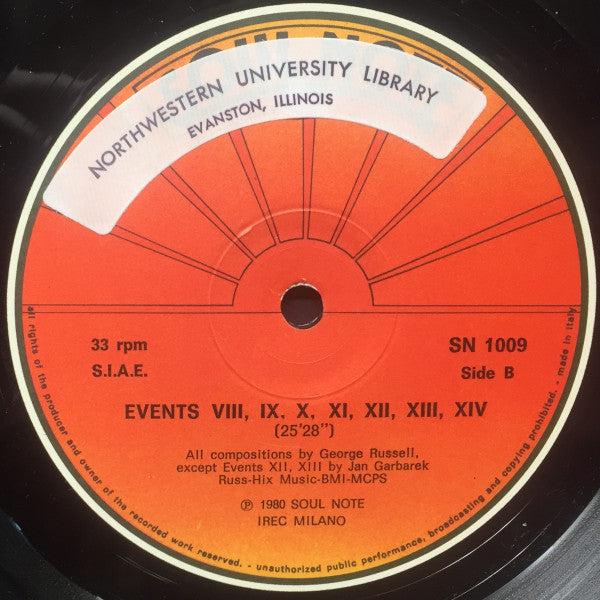 SOUL NOTE
NORTHWESTERN UNIVERSITY LIBRARY
EVANSTON, ILLINOIS
33 rpm
S.I.A.E.
SN 1009
Side B
EVENTS VIII, IX, X, XI, XII, XIII, XIV
(25'28")
All compositions by George Russell,
except Events XII, XIII by Jan Garbarek
Russ-Hix Music-BMI-MCPS
℗ 1980 SOUL NOTE
IREC MILANO
all rights of the producer and owner of the recorded work reserved. - unauthorized public performance, broadcasting and copying prohibited. - made in Italy